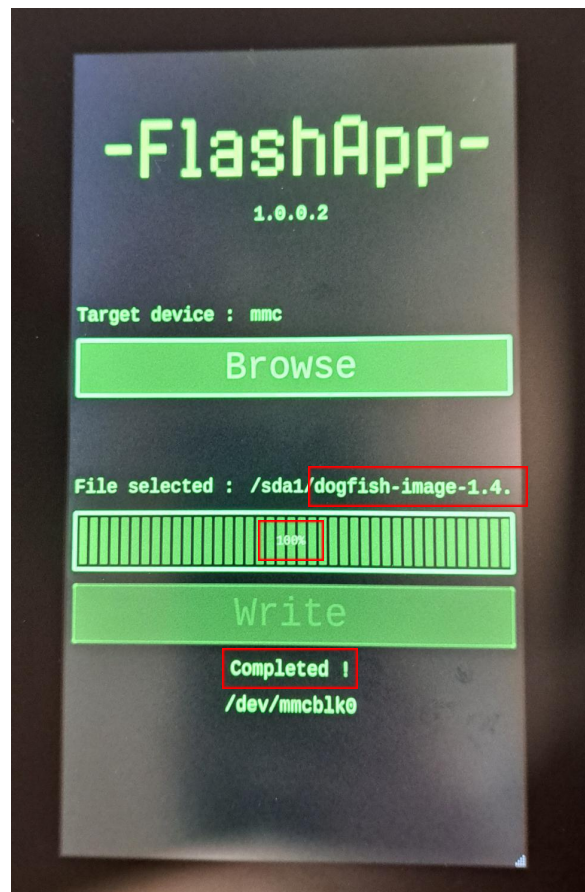 -FlashApp-
1.0.0.2
Target device : mmc
Browse
File selected : /sda1/dogfish-image-1.4.
100%
Write
Completed !
/dev/mmcblk0